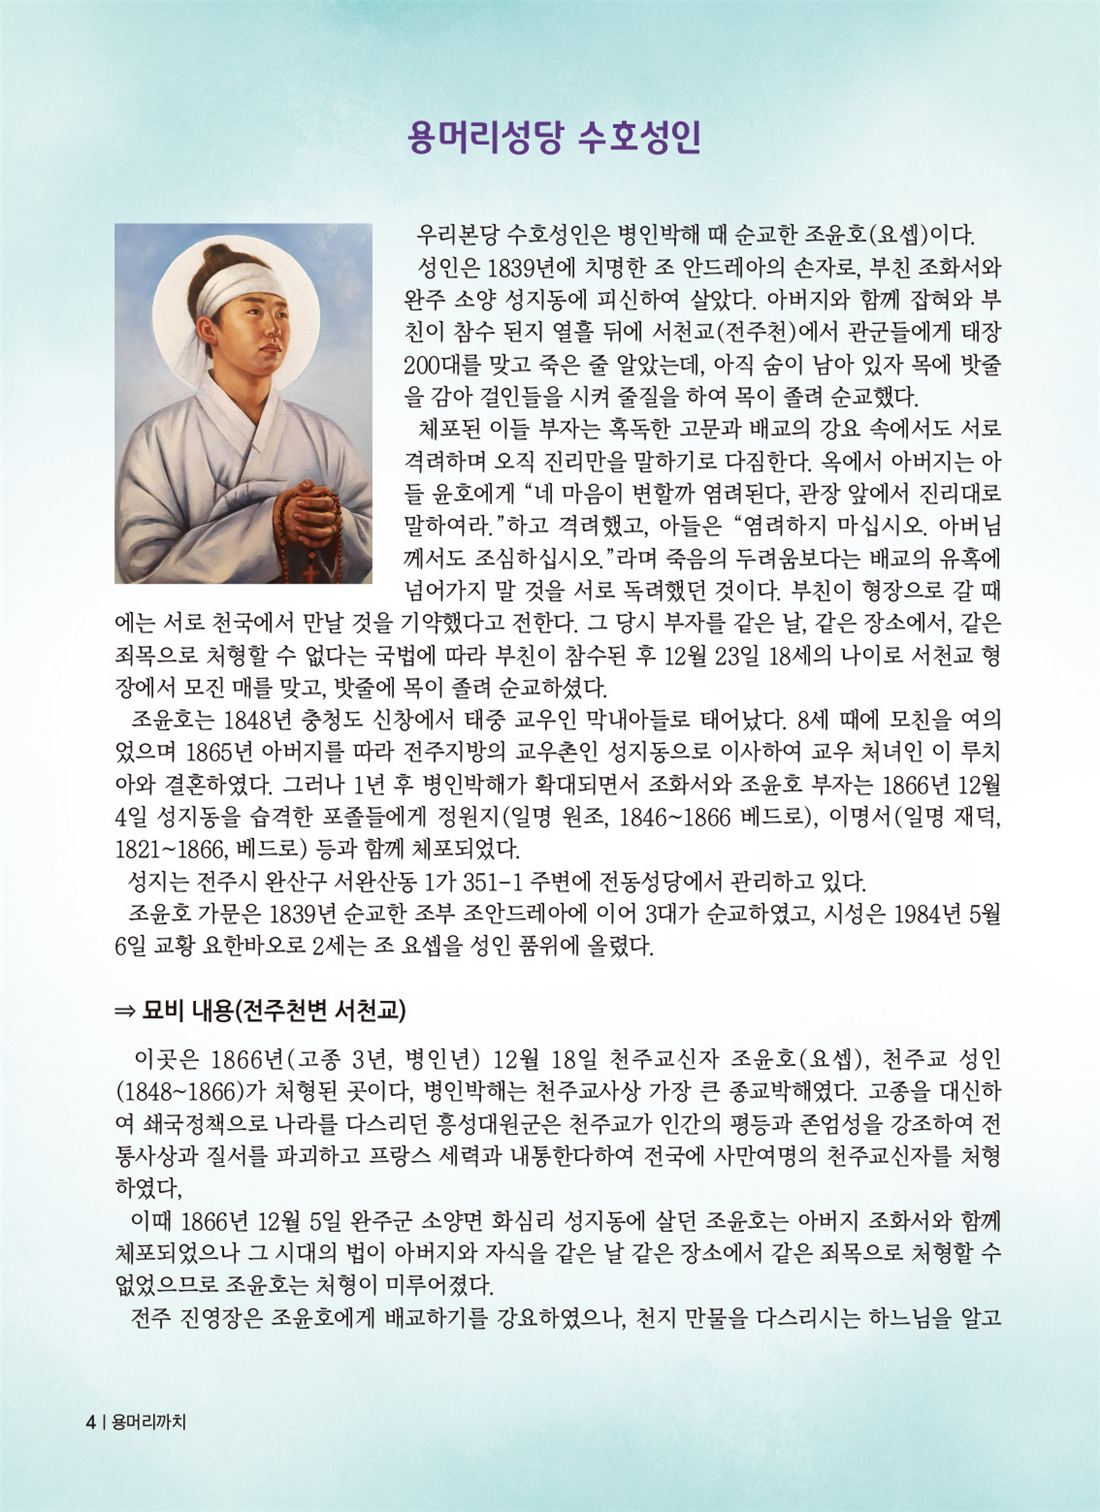 용머리성당 수호성인
우리본당 수호성인은 병인박해 때 순교한 조윤호(요셉)이다.
성인은 1839년에 치명한 조 안드레아의 손자로, 부친 조화서와
완주 소양 성지동에 피신하여 살았다. 아버지와 함께 잡혀와 부
친이 참수 된지 열흘 뒤에 서천교(전주천)에서 관군들에게 태장
200대를 맞고 죽은 줄 알았는데, 아직 숨이 남아 있자 목에 밧줄
을 감아 걸인들을 시켜 줄질을 하여 목이 졸려 순교했다.
체포된 이들 부자는 혹독한 고문과 배교의 강요 속에서도 서로
격려하며 오직 진리만을 말하기로 다짐한다. 옥에서 아버지는 아
들 윤호에게 “네 마음이 변할까 염려된다, 관장 앞에서 진리대로
말하여라.”하고 격려했고, 아들은 “염려하지 마십시오. 아버님
께서도 조심하십시오.”라며 죽음의 두려움보다는 배교의 유혹에
넘어가지 말 것을 서로 독려했던 것이다. 부친이 형장으로 갈 때
에는 서로 천국에서 만날 것을 기약했다고 전한다. 그 당시 부자를 같은 날, 같은 장소에서, 같은
죄목으로 처형할 수 없다는 국법에 따라 부친이 참수된 후 12월 23일 18세의 나이로 서천교 형
장에서 모진 매를 맞고, 밧줄에 목이 졸려 순교하셨다.
조윤호는 1848년 충청도 신창에서 태중 교우인 막내아들로 태어났다. 8세 때에 모친을 여의
었으며 1865년 아버지를 따라 전주지방의 교우촌인 성지동으로 이사하여 교우 처녀인 이 루치
아와 결혼하였다. 그러나 1년 후 병인박해가 확대되면서 조화서와 조윤호 부자는 1866년 12월
4일 성지동을 습격한 포졸들에게 정원지(일명 원조, 1846~1866 베드로), 이명서(일명 재덕,
1821~1866, 베드로) 등과 함께 체포되었다.
성지는 전주시 완산구 서완산동 1가 351-1 주변에 전동성당에서 관리하고 있다.
조윤호 가문은 1839년 순교한 조부 조안드레아에 이어 3대가 순교하였고, 시성은 1984년 5월
6일 교황 요한바오로 2세는 조 요셉을 성인 품위에 올렸다.
⇒ 묘비 내용(전주천변 서천교)
이곳은 1866년(고종 3년, 병인년) 12월 18일 천주교신자 조윤호(요셉), 천주교 성인
(1848~1866)가 처형된 곳이다, 병인박해는 천주교사상 가장 큰 종교박해였다. 고종을 대신하
여 쇄국정책으로 나라를 다스리던 흥성대원군은 천주교가 인간의 평등과 존엄성을 강조하여 전
통사상과 질서를 파괴하고 프랑스 세력과 내통한다하여 전국에 사만여명의 천주교신자를 처형
하였다,
이때 1866년 12월 5일 완주군 소양면 화심리 성지동에 살던 조윤호는 아버지 조화서와 함께
체포되었으나 그 시대의 법이 아버지와 자식을 같은 날 같은 장소에서 같은 죄목으로 처형할 수
없었으므로 조윤호는 처형이 미루어졌다.
전주 진영장은 조윤호에게 배교하기를 강요하였으나, 천지 만물을 다스리시는 하느님을 알고
4 | 용머리까치